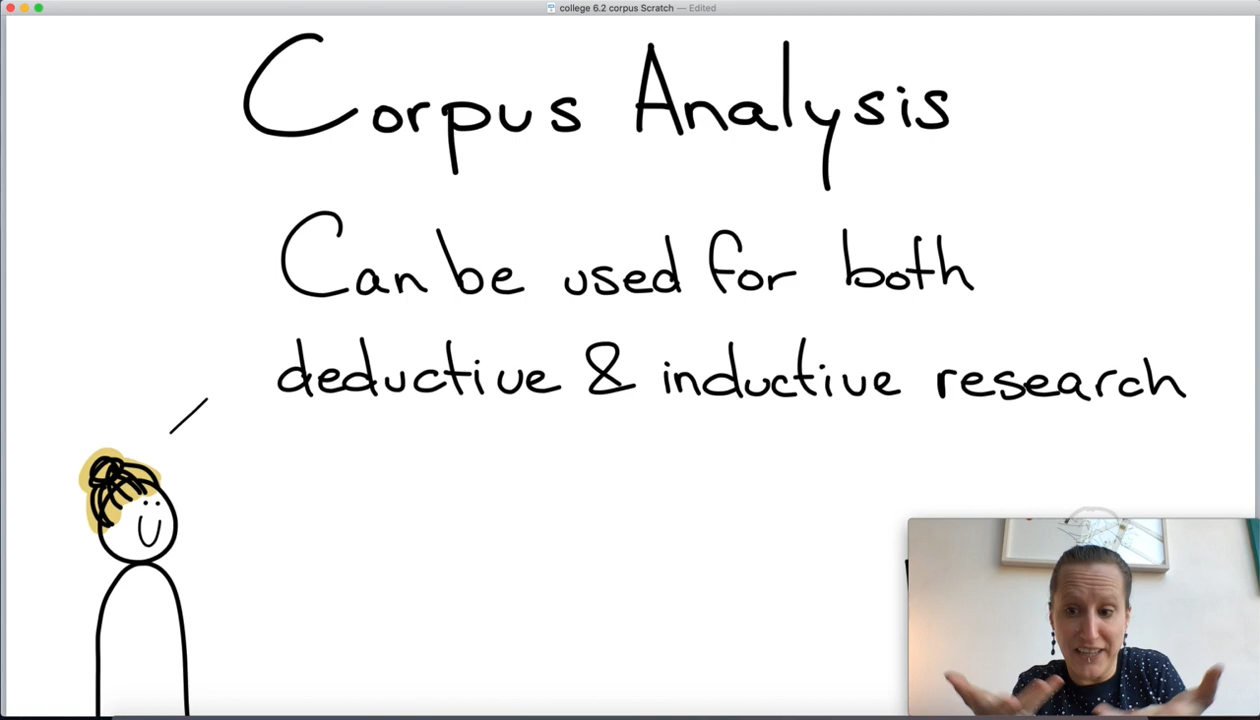 college 6.2 corpus Scratch — Edited
Corpus Analysis
Can be used for both
deductive & inductive research